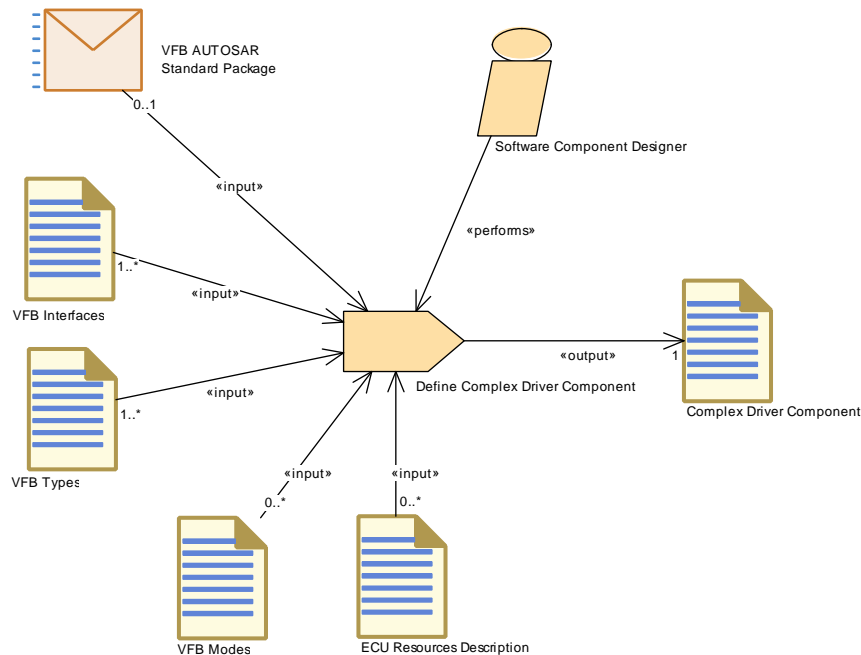 VFB AUTOSAR
Standard Package
0..1
Software Component Designer
«input»
«performs»
VFB Interfaces
1..*
«input»
Define Complex Driver Component
«output»
1
Complex Driver Component
VFB Types
1..*
«input»
«input»
0..*
VFB Modes
«input»
0..*
ECU Resources Description